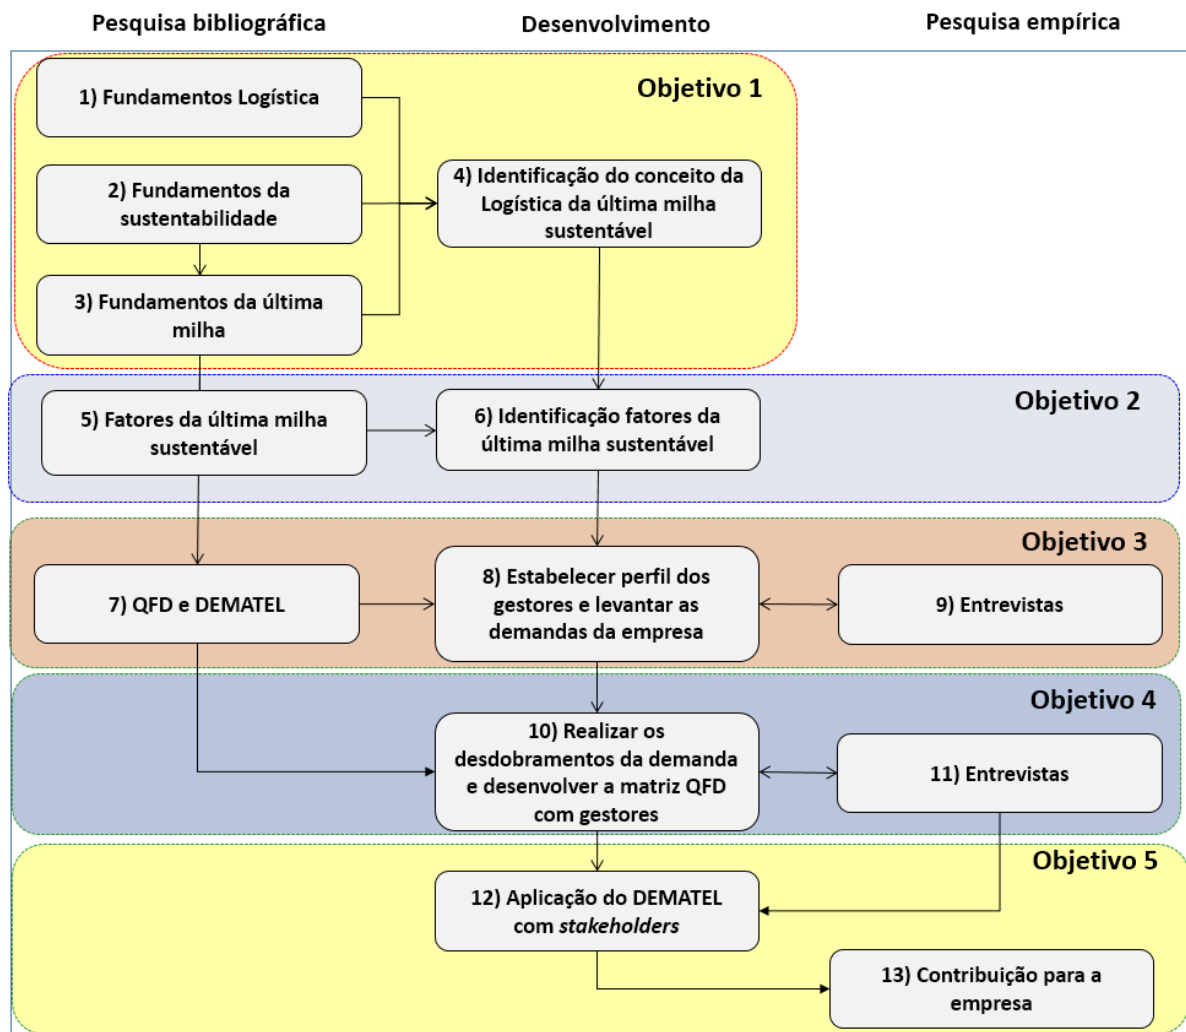 Pesquisa bibliográfica
Desenvolvimento
Pesquisa empírica
Objetivo 1
1) Fundamentos Logística
2) Fundamentos da
sustentabilidade
4) Identificação do conceito da
Logística da última milha
sustentável
3) Fundamentos da última
milha
Objetivo 2
5) Fatores da última milha
sustentável
6) Identificação fatores da
última milha sustentável
Objetivo 3
7) QFD e DEMATEL
8) Estabelecer perfil dos
gestores e levantar as
demandas da empresa
9) Entrevistas
Objetivo 4
10) Realizar os
desdobramentos da demanda
e desenvolver a matriz QFD
com gestores
11) Entrevistas
Objetivo 5
12) Aplicação do DEMATEL
com stakeholders
13) Contribuição para a
empresa